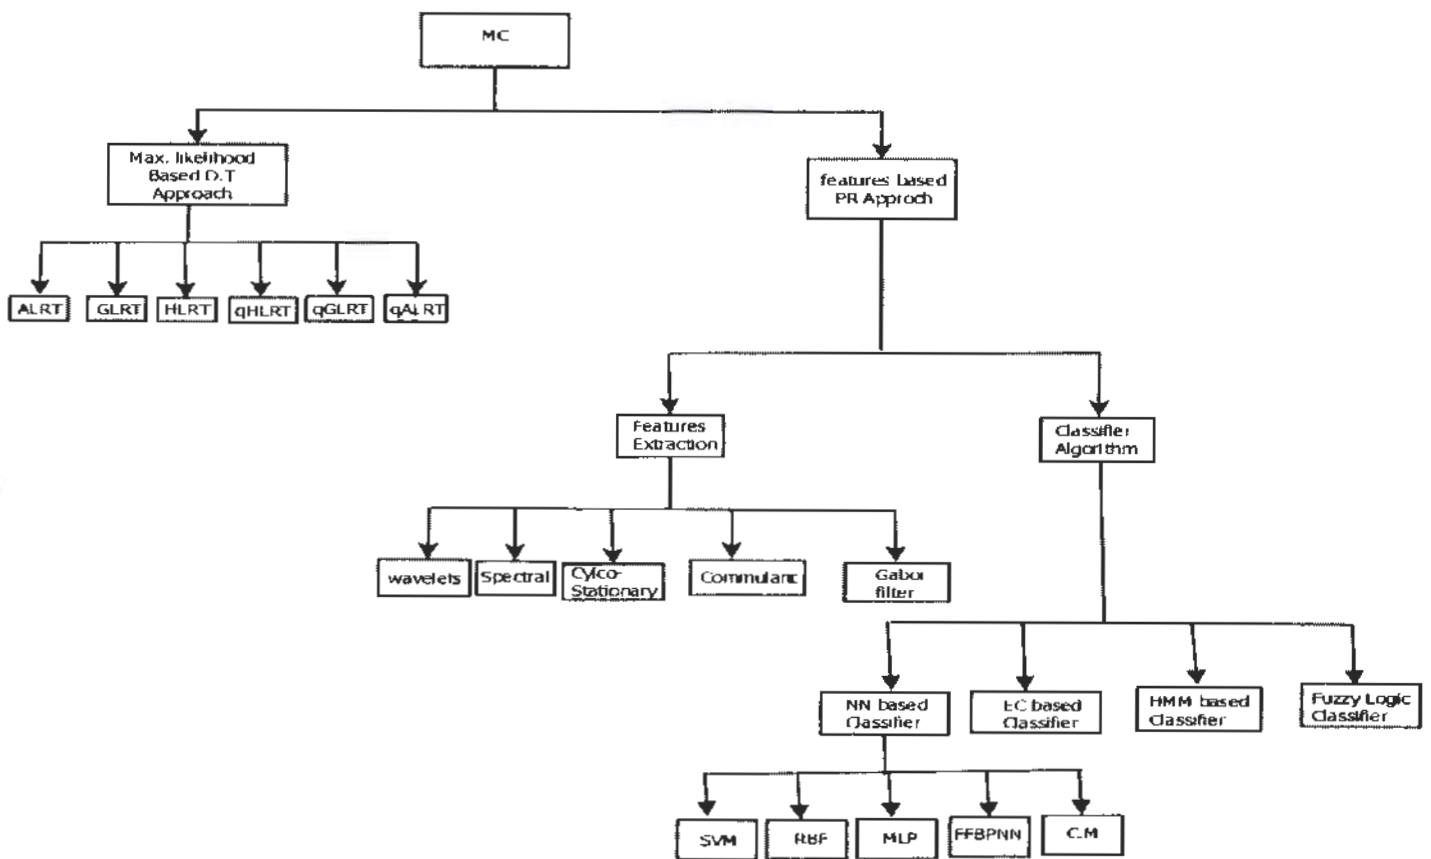 MC
Max. likelihood
Based D.T
Approach
features based
PR Approch
ALRT
GLRT
HLRT
qHLRT
qGLRT
qALRT
Features
Extraction
Classifier
Algorithm
wavelets
Spectral
Cylco-
Stationary
Commulant
Gabor
filter
NN based
Classifier
EC based
Classifier
HMM based
Classifier
Fuzzy Logic
Classifier
SVM
RBF
MLP
FFBPNN
C.M